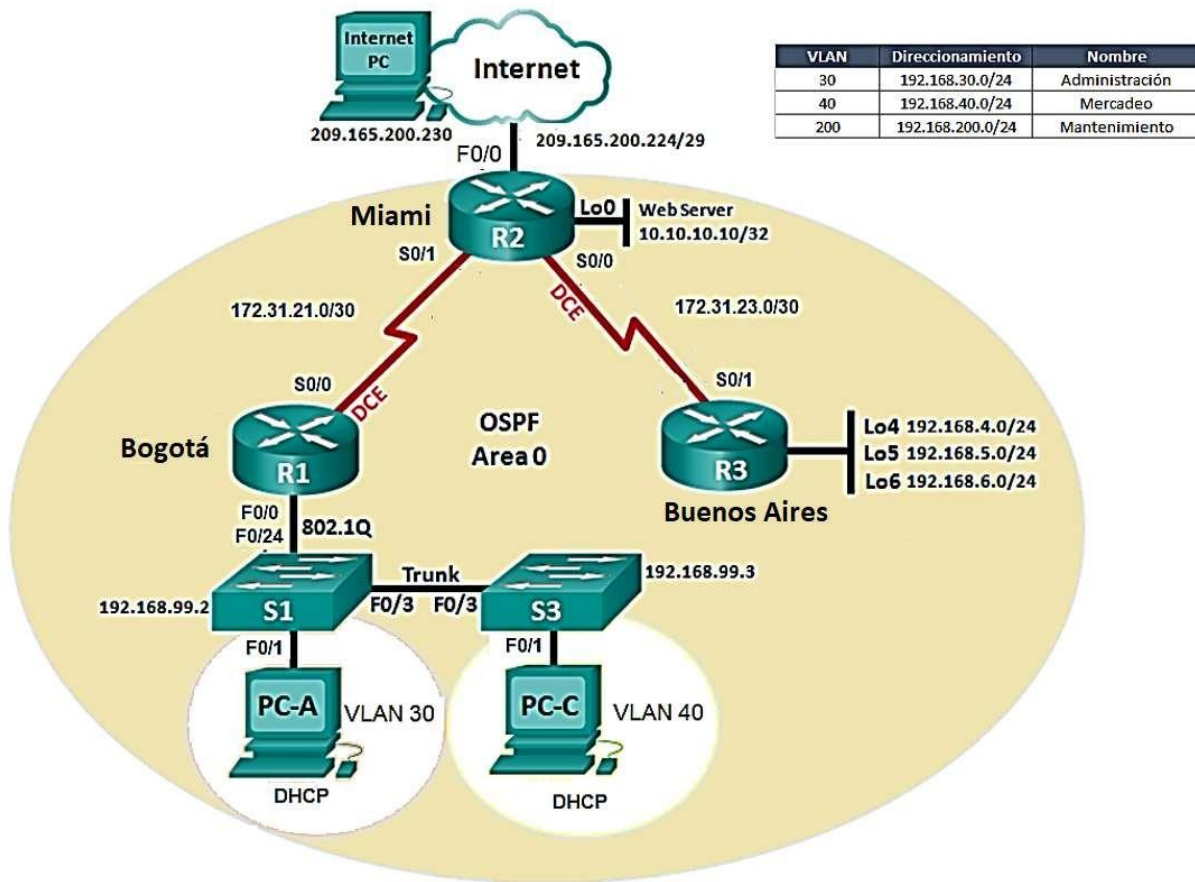 Internet
PC
Internet
209.165.200.230
209.165.200.224/29
F0/0
VLAN Direccionamiento Nombre
30 192.168.30.0/24 Administración
40 192.168.40.0/24 Mercadeo
200 192.168.200.0/24 Mantenimiento
Miami
R2
Lo0
Web Server
10.10.10.10/32
S0/1
S0/0
DCE
172.31.21.0/30
172.31.23.0/30
S0/0
DCE
S0/1
Bogotá
R1
OSPF
Area 0
R3
Buenos Aires
Lo4 192.168.4.0/24
Lo5 192.168.5.0/24
Lo6 192.168.6.0/24
F0/0
F0/24
802.1Q
Trunk
192.168.99.3
192.168.99.2
S1
F0/3
F0/3
S3
F0/1
F0/1
PC-A
VLAN 30
PC-C
VLAN 40
DHCP
DHCP